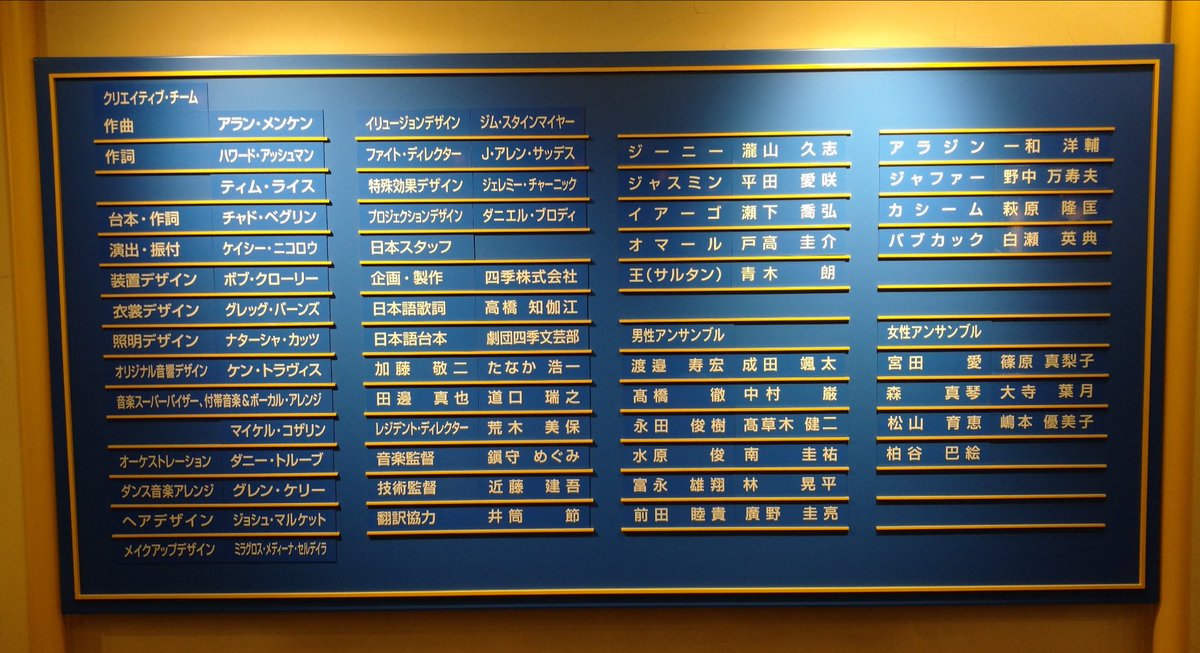 クリエイティブ・チーム
作曲 アラン・メンケン
作詞 ハワード・アッシュマン
ティム・ライス
台本・作詞 チャド・ベグリン
演出・振付 ケイシー・ニコロウ
装置デザイン ボブ・クローリー
衣裳デザイン グレッグ・バーンズ
照明デザイン ナターシャ・カッツ
オリジナル音響デザイン ケン・トラヴィス
音楽スーパーバイザー、付帯音楽&ボーカル・アレンジ
マイケル・コザリン
オーケストレーション ダニー・トルーブ
ダンス音楽アレンジ グレン・ケリー
ヘアデザイン ジョシュ・マルケット
メイクアップデザイン ミラグロス・メディーナ・セルデイラ
イリュージョンデザイン ジム・スタインマイヤー
ファイト・ディレクター J・アレン・サッデス
特殊効果デザイン ジェレミー・チャーニック
プロジェクションデザイン ダニエル・ブロディ
日本スタッフ
企画・製作 四季株式会社
日本語歌詞 高橋 知伽江
日本語台本 劇団四季文芸部
加藤 敬二 たなか 浩一
田邊 真也 道口 瑞之
レジデント・ディレクター 荒木 美保
音楽監督 鎮守 めぐみ
技術監督 近藤 建吾
翻訳協力 井筒 節
ジーニー 瀧山 久志
ジャスミン 平田 愛咲
イアーゴ 瀬下 喬弘
オマール 戸高 圭介
王(サルタン) 青木 朗
男性アンサンブル
渡邉 寿宏 成田 颯太
髙橋 徹 中村 巌
永田 俊樹 髙草木 健二
水原 俊 南 圭祐
富永 雄翔 林 晃平
前田 睦貴 廣野 圭亮
アラジン 一和 洋輔
ジャファー 野中 万寿夫
カシーム 萩原 隆匡
バブカック 白瀬 英典
女性アンサンブル
宮田 愛 篠原 真梨子
森 真琴 大寺 葉月
松山 育恵 嶋本 優美子
柏谷 巴絵